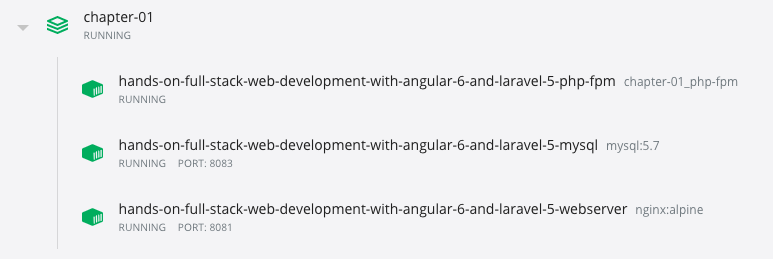 chapter-01
RUNNING
hands-on-full-stack-web-development-with-angular-6-and-laravel-5-php-fpm chapter-01_php-fpm
RUNNING
hands-on-full-stack-web-development-with-angular-6-and-laravel-5-mysql mysql:5.7
RUNNING PORT: 8083
hands-on-full-stack-web-development-with-angular-6-and-laravel-5-webserver nginx:alpine
RUNNING PORT: 8081